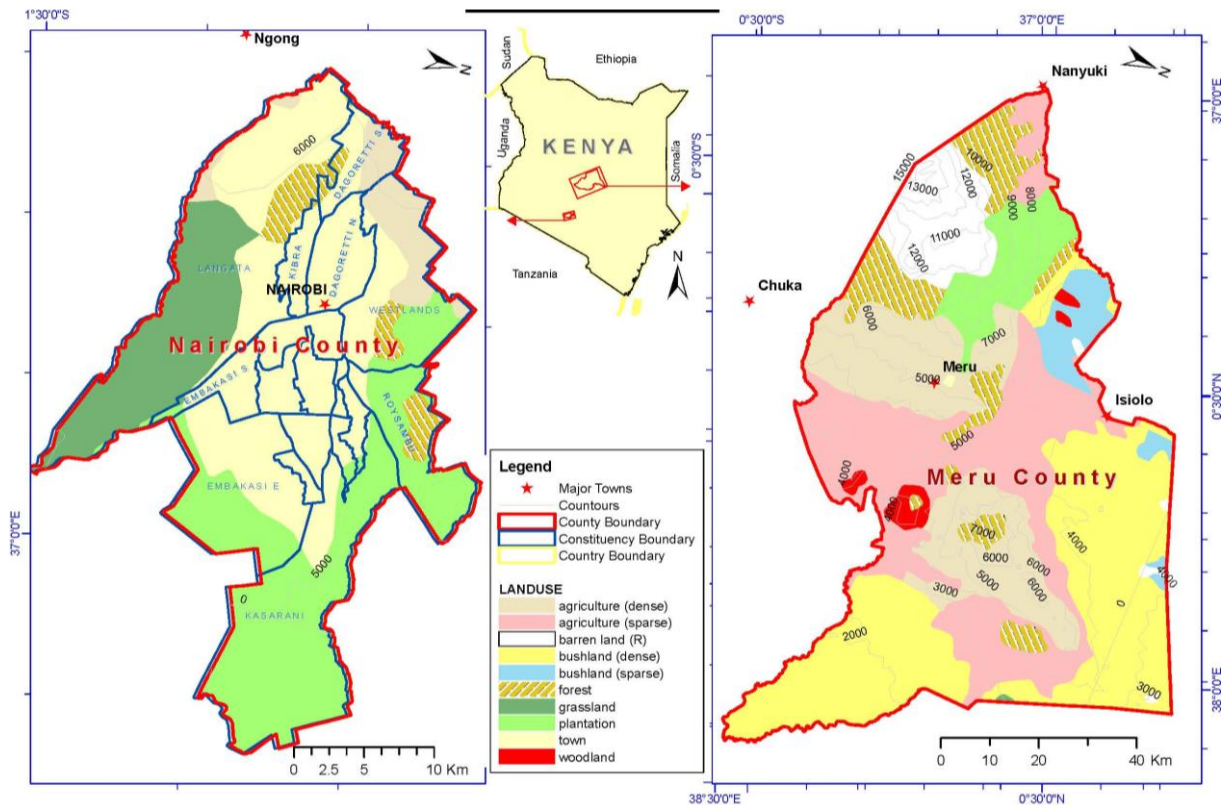 1°30'0"S
Ngong
N
6000
DAGORETTI S
LANGATA
KIBRA
DAGORETTI N
NAIROBI
WESTLANDS
Nairobi County
EMBAKASI S
ROYSAMBU
EMBAKASI E
37°0'0"E
5000
0
KASARANI
0 2.5 5 10 Km
Sudan
Ethiopia
Uganda
KENYA
Somalia
Tanzania
N
Legend
Major Towns
Countours
County Boundary
Constituency Boundary
Country Boundary
LANDUSE
agriculture (dense)
agriculture (sparse)
barren land (R)
bushland (dense)
bushland (sparse)
forest
grassland
plantation
town
woodland
0°30'0"S
37°0'0"E
N
Nanyuki
37°0'0"E
0°30'0"S
15000
13000
12000
10000
8000
9000
11000
12000
Chuka
6000
7000
5000
Meru
0°30'0"N
Isiolo
5000
4000
Meru County
7000
4000
6000
6000
5000
6000
4000
3000
0
2000
3000
38°0'0"E
0 10 20 40 Km
38°30'0"E
0°30'0"N